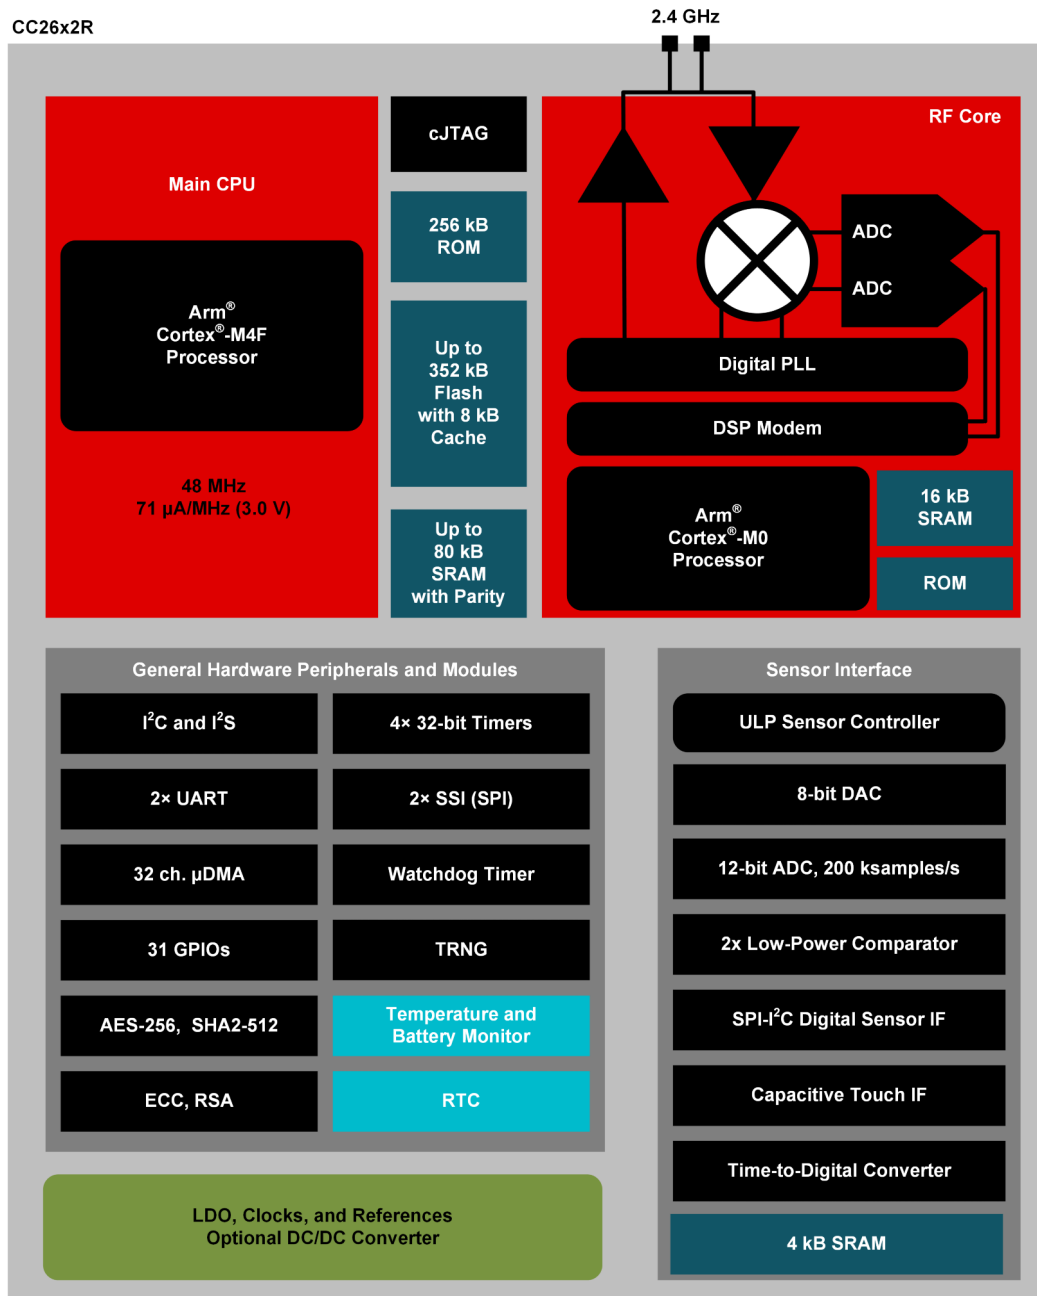 CC26x2R
2.4 GHz
Main CPU
Arm®
Cortex®-M4F
Processor
48 MHz
71 µA/MHz (3.0 V)
cJTAG
256 kB
ROM
Up to
352 kB
Flash
with 8 kB
Cache
Up to
80 kB
SRAM
with Parity
RF Core
ADC
ADC
Digital PLL
DSP Modem
Arm®
Cortex®-M0
Processor
16 kB
SRAM
ROM
General Hardware Peripherals and Modules
I²C and I²S
4× 32-bit Timers
2× UART
2× SSI (SPI)
32 ch. µDMA
Watchdog Timer
31 GPIOs
TRNG
AES-256, SHA2-512
Temperature and
Battery Monitor
ECC, RSA
RTC
LDO, Clocks, and References
Optional DC/DC Converter
Sensor Interface
ULP Sensor Controller
8-bit DAC
12-bit ADC, 200 ksamples/s
2x Low-Power Comparator
SPI-I²C Digital Sensor IF
Capacitive Touch IF
Time-to-Digital Converter
4 kB SRAM